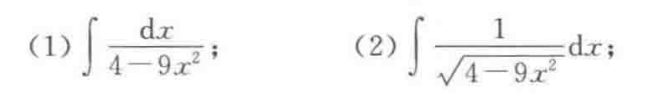 (1) ∫ dx/(4−9x²); (2) ∫ 1/√(4−9x²) dx;